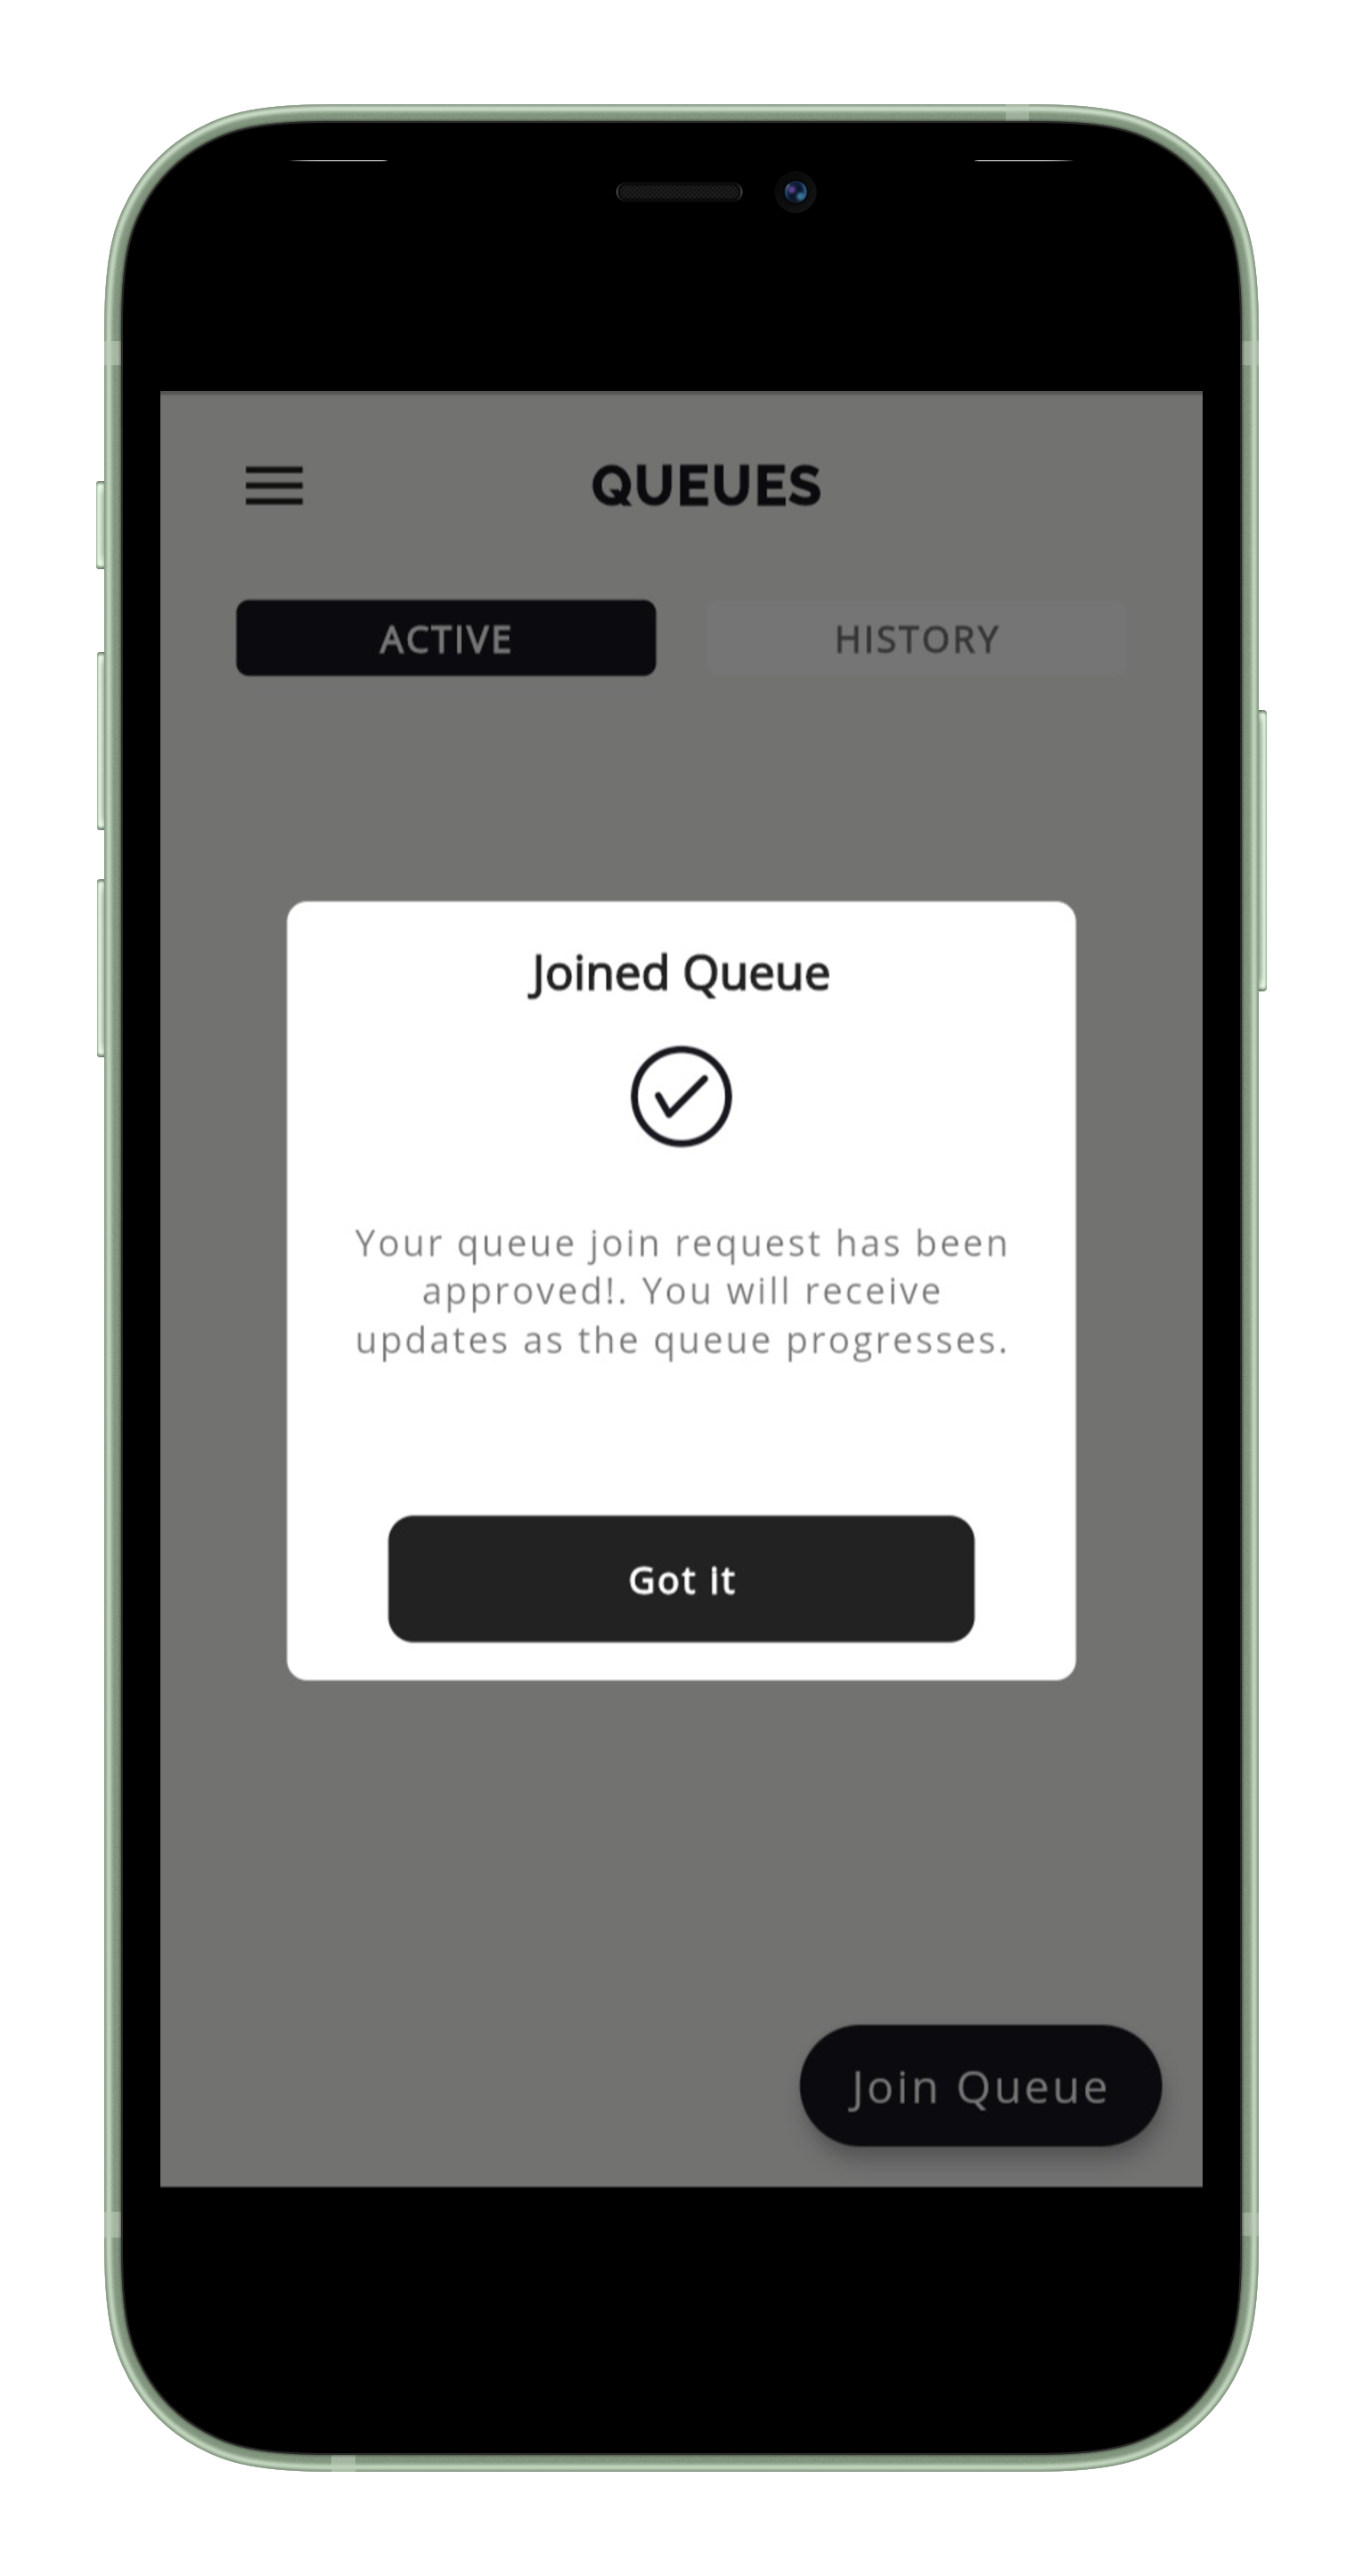 QUEUES
ACTIVE
HISTORY
Joined Queue
Your queue join request has been
approved!. You will receive
updates as the queue progresses.
Got it
Join Queue